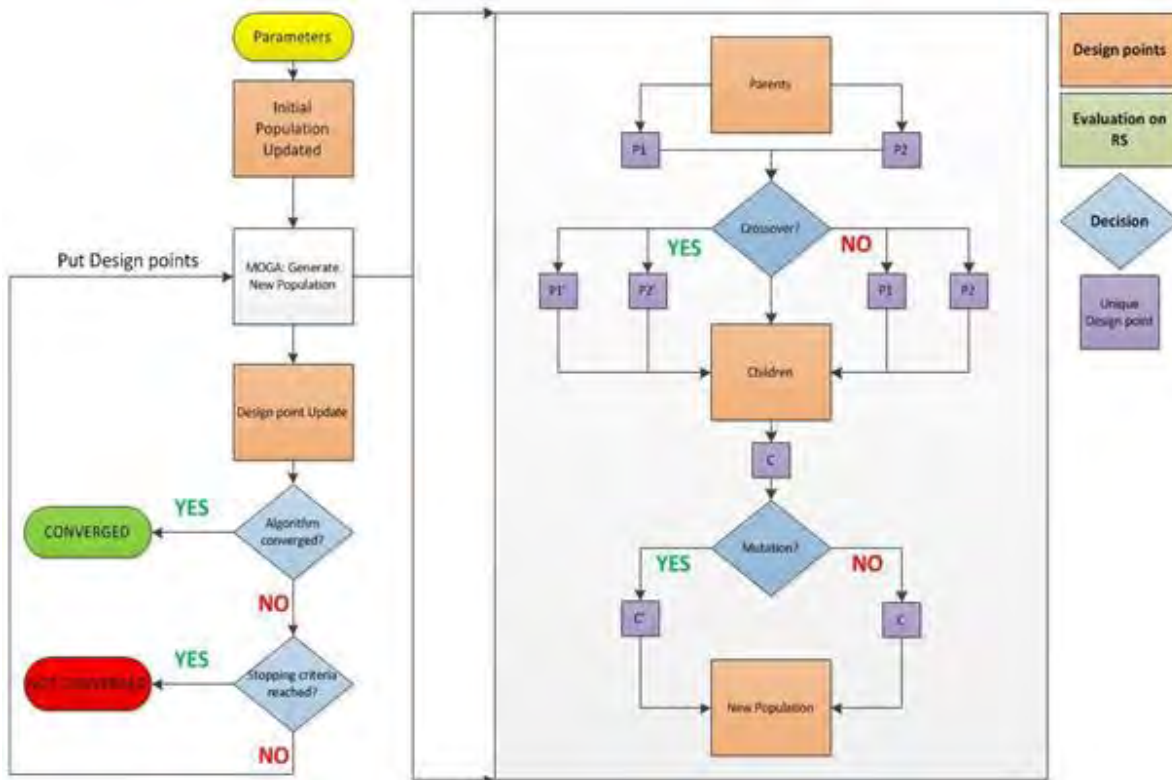 Parameters
Initial
Population
Updated
Put Design points
MOGA: Generate
New Population
Design point Update
YES
Algorithm
converged?
CONVERGED
NO
YES
Stopping criteria
reached?
NOT CONVERGED
NO
Parents
P1
P2
Crossover?
YES
NO
P1'
P2'
P1
P2
Children
C
Mutation?
YES
NO
C'
C
New Population
Design points
Evaluation on
RS
Decision
Unique
Design point